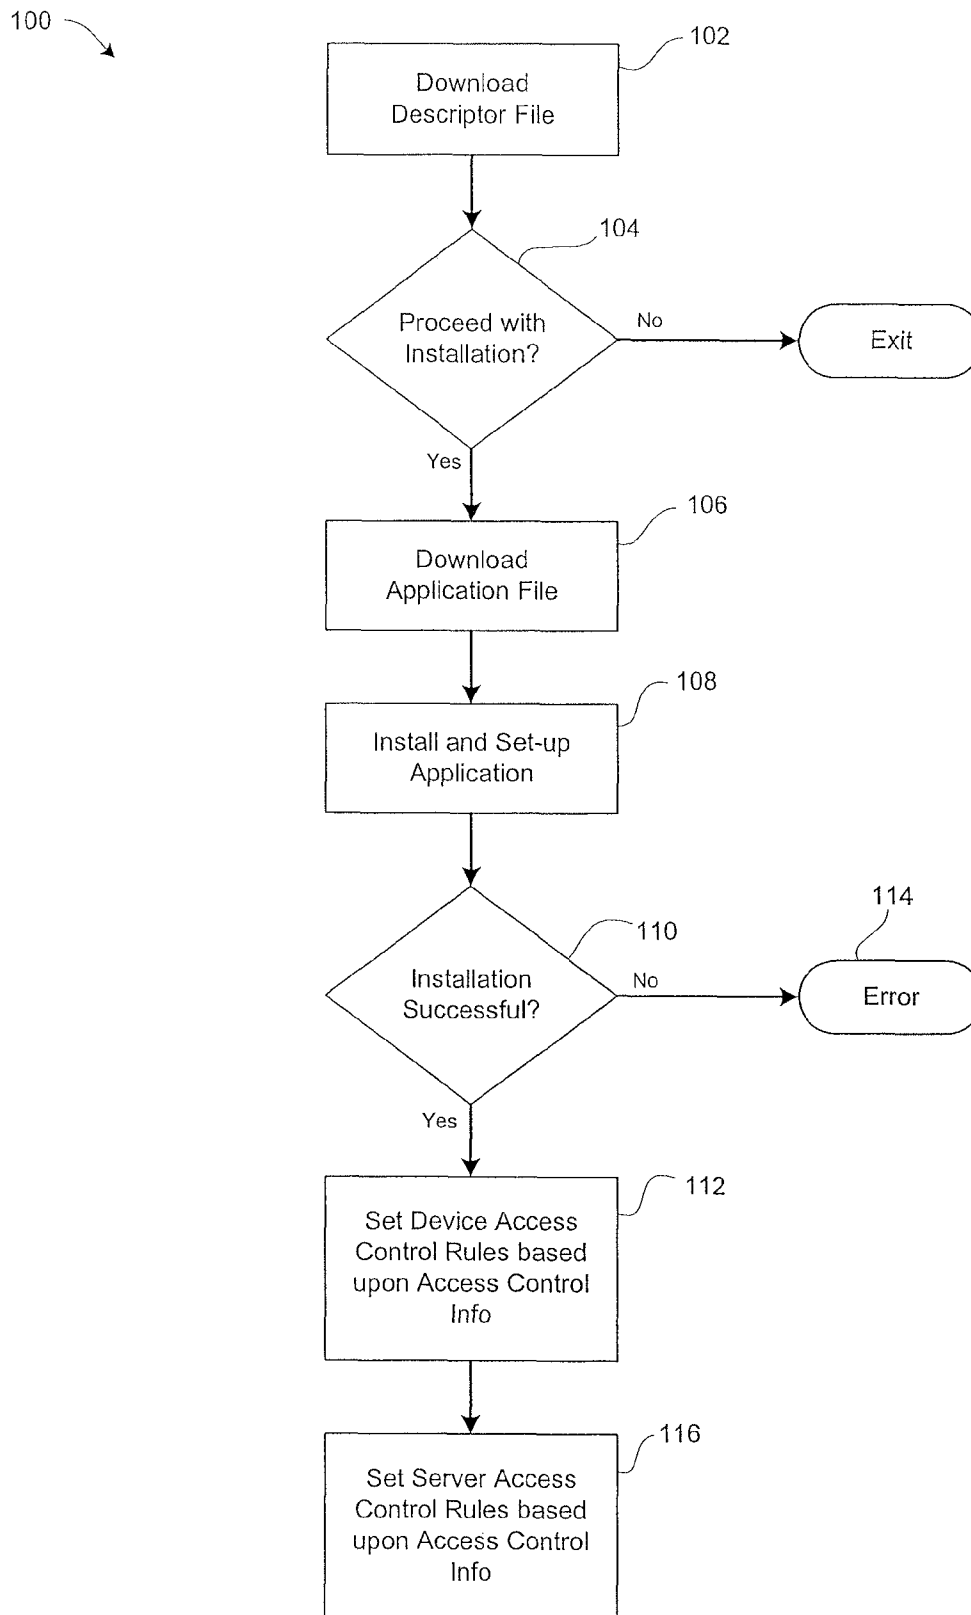 100
102
Download
Descriptor File
104
Proceed with
Installation?
No
Exit
Yes
106
Download
Application File
108
Install and Set-up
Application
110
114
Installation
Successful?
No
Error
Yes
112
Set Device Access
Control Rules based
upon Access Control
Info
116
Set Server Access
Control Rules based
upon Access Control
Info